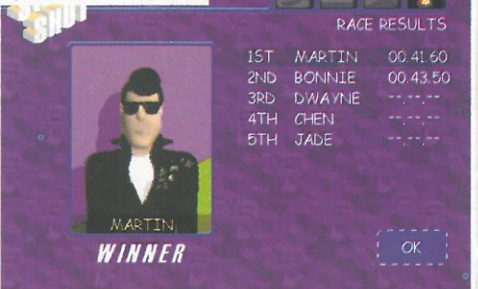 SHOT
RACE RESULTS
1ST MARTIN 00.41.60
2ND BONNIE 00.43.50
3RD DWAYNE --.--.--
4TH CHEN --.--.--
5TH JADE --.--.--
MARTIN
WINNER
OK